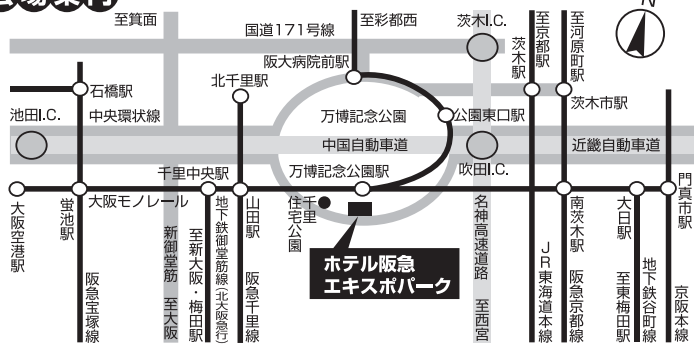 会場案内
N
至箕面
国道171号線
至彩都西
茨木I.C.
茨木駅
至京都駅
至河原町駅
阪大病院前駅
石橋駅
北千里駅
池田I.C.
中央環状線
万博記念公園
公園東口駅
茨木市駅
中国自動車道
近畿自動車道
千里中央駅
万博記念公園駅
吹田I.C.
大阪空港駅
蛍池駅
大阪モノレール
山田駅
千里
住宅公園
南茨木駅
大日駅
門真市駅
ホテル阪急
エキスポパーク
阪急宝塚線
新御堂筋 至大阪
至新大阪・梅田駅
地下鉄御堂筋線(北大阪急行)
阪急千里線
名神高速道路 至西宮
JR東海道本線
阪急京都線
至東梅田駅
地下鉄谷町線
京阪本線